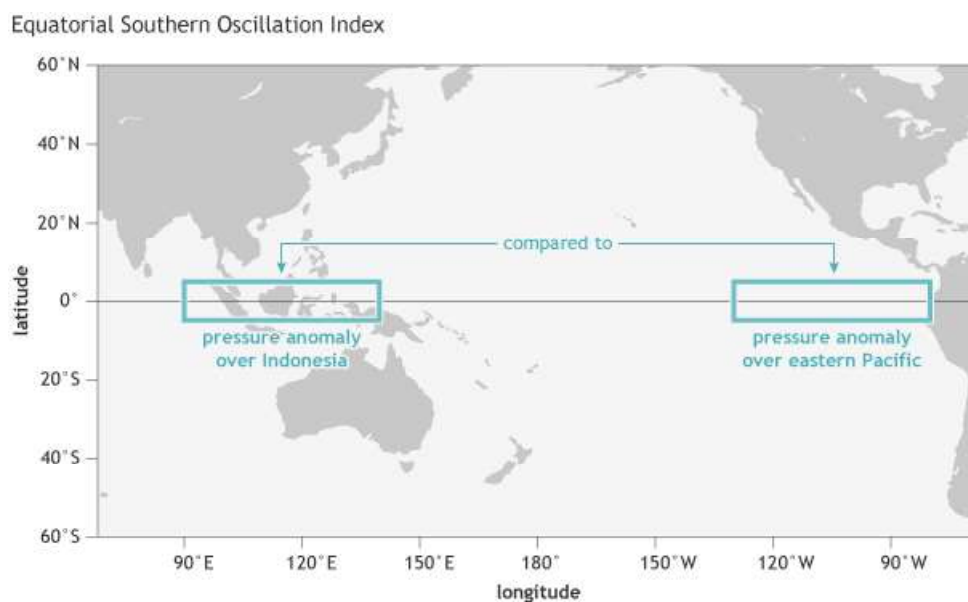 Equatorial Southern Oscillation Index
60°N
40°N
20°N
0°
20°S
40°S
60°S
latitude
compared to
pressure anomaly
over Indonesia
pressure anomaly
over eastern Pacific
90°E
120°E
150°E
180°
150°W
120°W
90°W
longitude